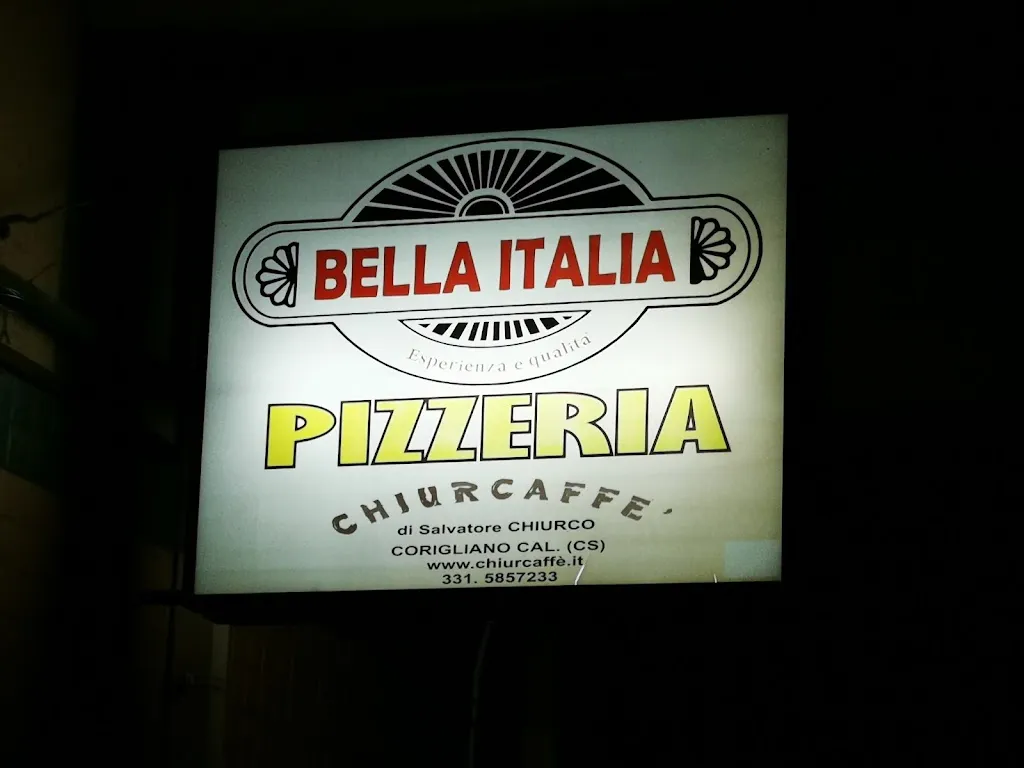 BELLA ITALIA
Esperienza e qualità
PIZZERIA
CHIURCAFFE'
di Salvatore CHIURCO
CORIGLIANO CAL. (CS)
www.chiurcaffè.it
331. 5857233